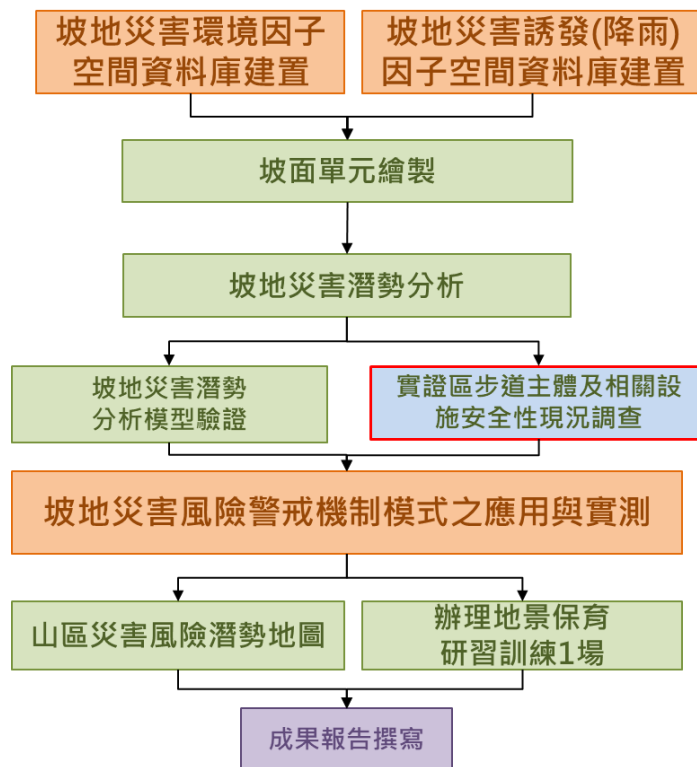 坡地災害環境因子
空間資料庫建置
坡地災害誘發(降雨)
因子空間資料庫建置
坡面單元繪製
坡地災害潛勢分析
坡地災害潛勢
分析模型驗證
實證區步道主體及相關設
施安全性現況調查
坡地災害風險警戒機制模式之應用與實測
山區災害風險潛勢地圖
辦理地景保育
研習訓練1場
成果報告撰寫